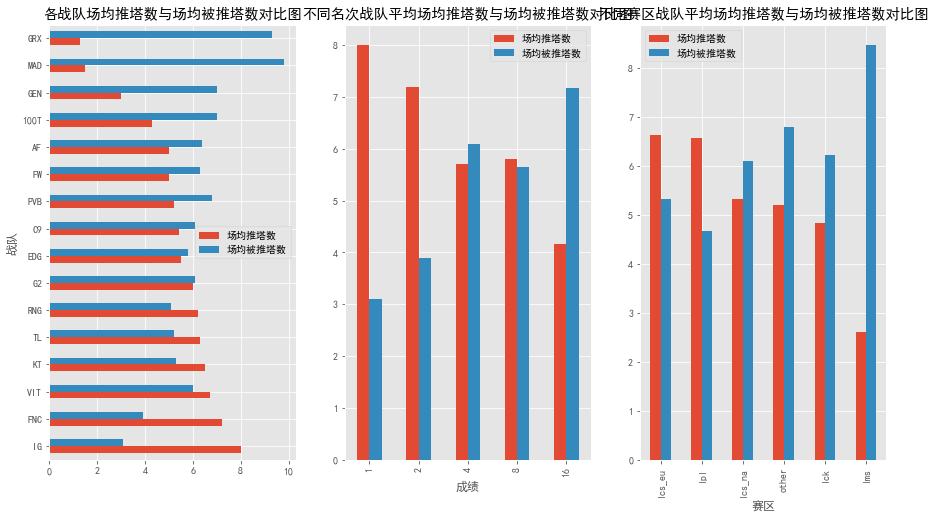 各战队场均推塔数与场均被推塔数对比图
GRX
MAD
GEN
100T
AF
FW
PVB
C9
EDG
G2
RNG
TL
KT
VIT
FNC
IG
战队
0 2 4 6 8 10
场均推塔数
场均被推塔数
不同名次战队平均场均推塔数与场均被推塔数对比图
8
7
6
5
4
3
2
1
0
1 2 4 8 16
成绩
场均推塔数
场均被推塔数
不同赛区战队平均场均推塔数与场均被推塔数对比图
8
7
6
5
4
3
2
1
0
lcs_eu lpl lcs_na other lck lms
赛区
场均推塔数
场均被推塔数